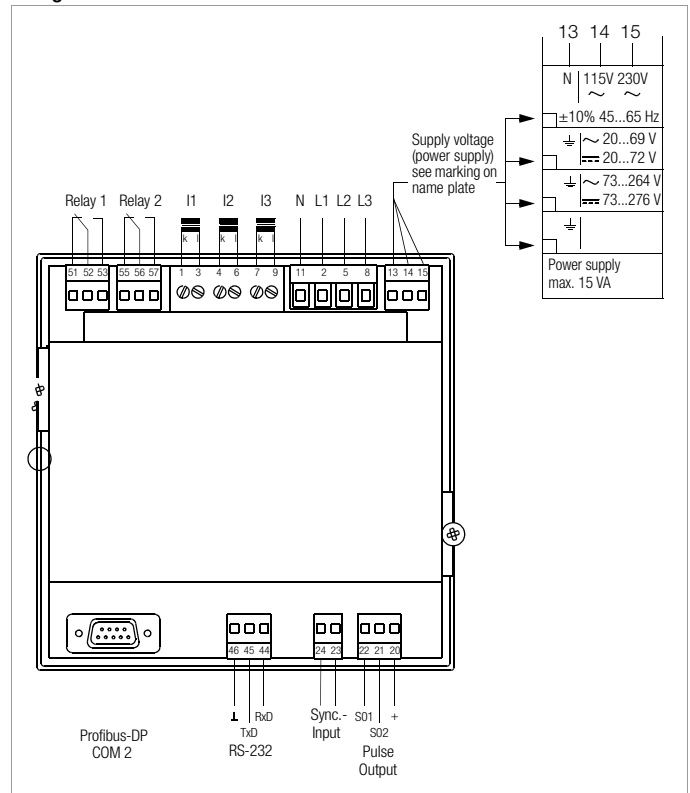 13 14 15
N 115V 230V
~ ~
±10% 45...65 Hz
~ 20...69 V
20...72 V
~ 73...264 V
73...276 V
Power supply
max. 15 VA
Supply voltage
(power supply)
see marking on
name plate
Relay 1 Relay 2 I1 I2 I3 N L1 L2 L3
k l k l k l
51 52 53 55 56 57 1 3 4 6 7 9 11 2 5 8 13 14 15
46 45 44 24 23 22 21 20
RxD
TxD
RS-232
Sync.-
Input
S01 +
S02
Pulse
Output
Profibus-DP
COM 2